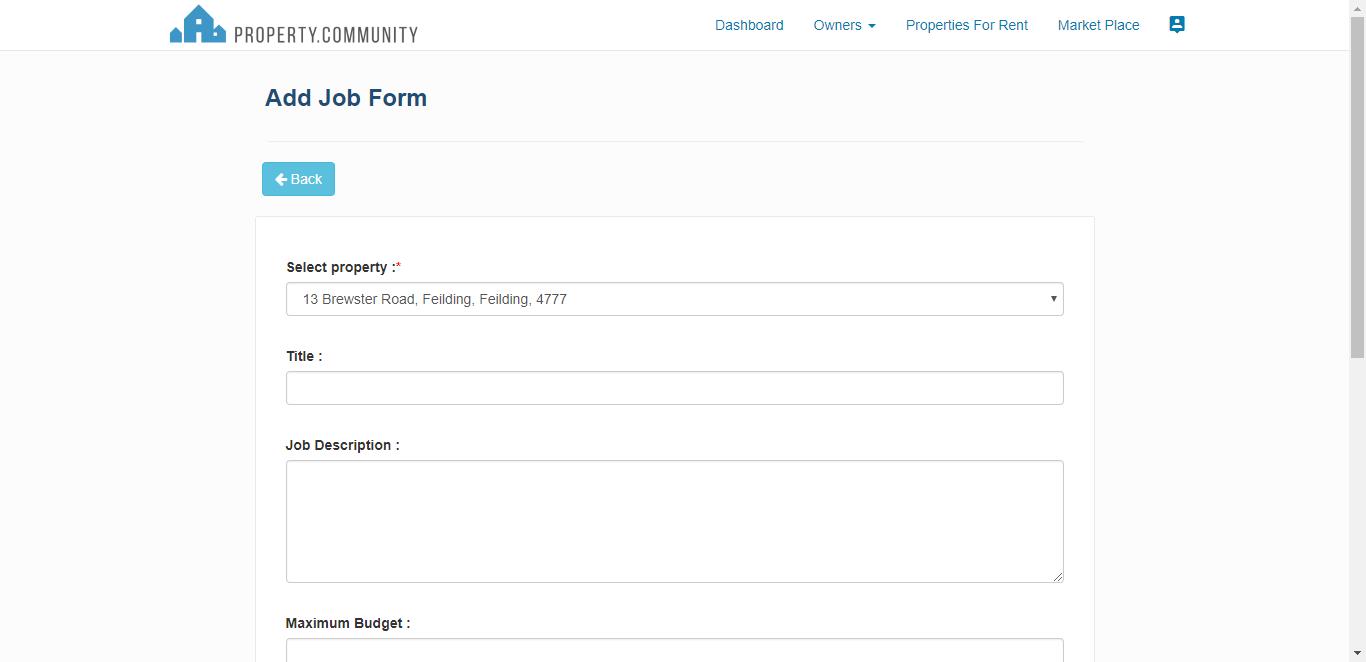 PROPERTY.COMMUNITY
Dashboard Owners Properties For Rent Market Place
Add Job Form
Back
Select property :*
13 Brewster Road, Feilding, Feilding, 4777
Title :
Job Description :
Maximum Budget :